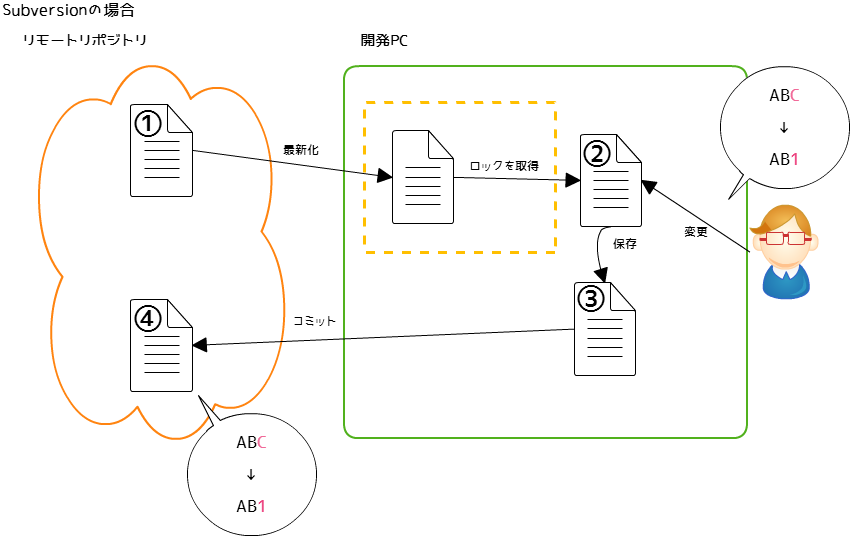 Subversionの場合
リモートリポジトリ
開発PC
①
最新化
ロックを取得
②
ABC
↓
AB1
変更
保存
③
コミット
④
ABC
↓
AB1